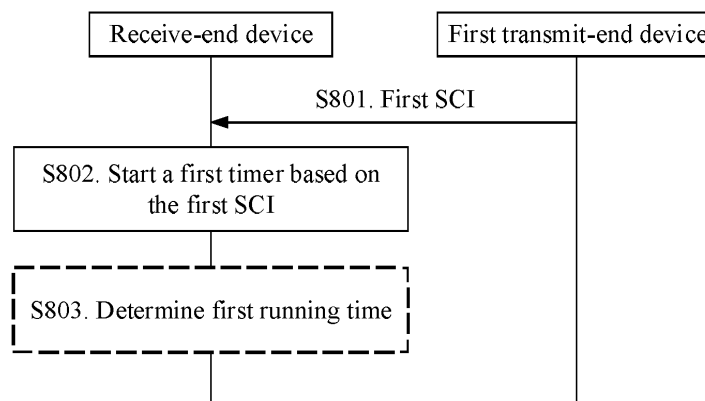 Receive-end device
First transmit-end device
S801. First SCI
S802. Start a first timer based on
the first SCI
S803. Determine first running time